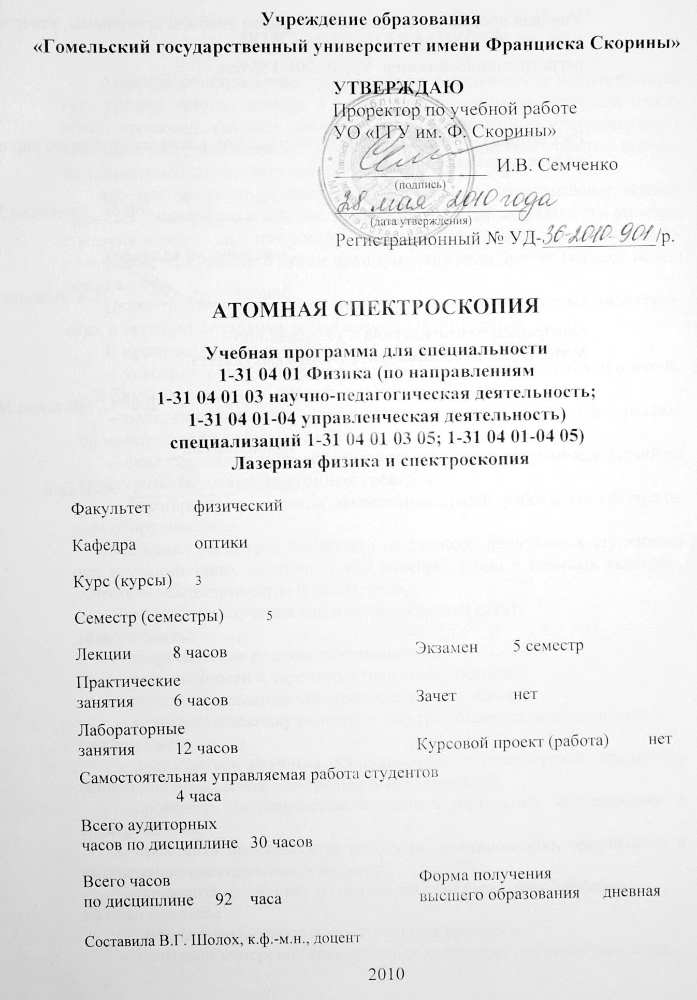 Учреждение образования
«Гомельский государственный университет имени Франциска Скорины»
УТВЕРЖДАЮ
Проректор по учебной работе
УО «ГГУ им. Ф. Скорины»
И.В. Семченко
(подпись)
28 мая 2010 года
(дата утверждения)
Регистрационный № УД-36-2010-901/р.
АТОМНАЯ СПЕКТРОСКОПИЯ
Учебная программа для специальности
1-31 04 01 Физика (по направлениям
1-31 04 01 03 научно-педагогическая деятельность;
1-31 04 01-04 управленческая деятельность)
специализаций 1-31 04 01 03 05; 1-31 04 01-04 05)
Лазерная физика и спектроскопия
Факультет физический
Кафедра оптики
Курс (курсы) 3
Семестр (семестры) 5
Лекции 8 часов Экзамен 5 семестр
Практические
занятия 6 часов Зачет нет
Лабораторные
занятия 12 часов Курсовой проект (работа) нет
Самостоятельная управляемая работа студентов
4 часа
Всего аудиторных
часов по дисциплине 30 часов
Всего часов Форма получения
по дисциплине 92 часа высшего образования дневная
Составила В.Г. Шолох, к.ф.-м.н., доцент
2010